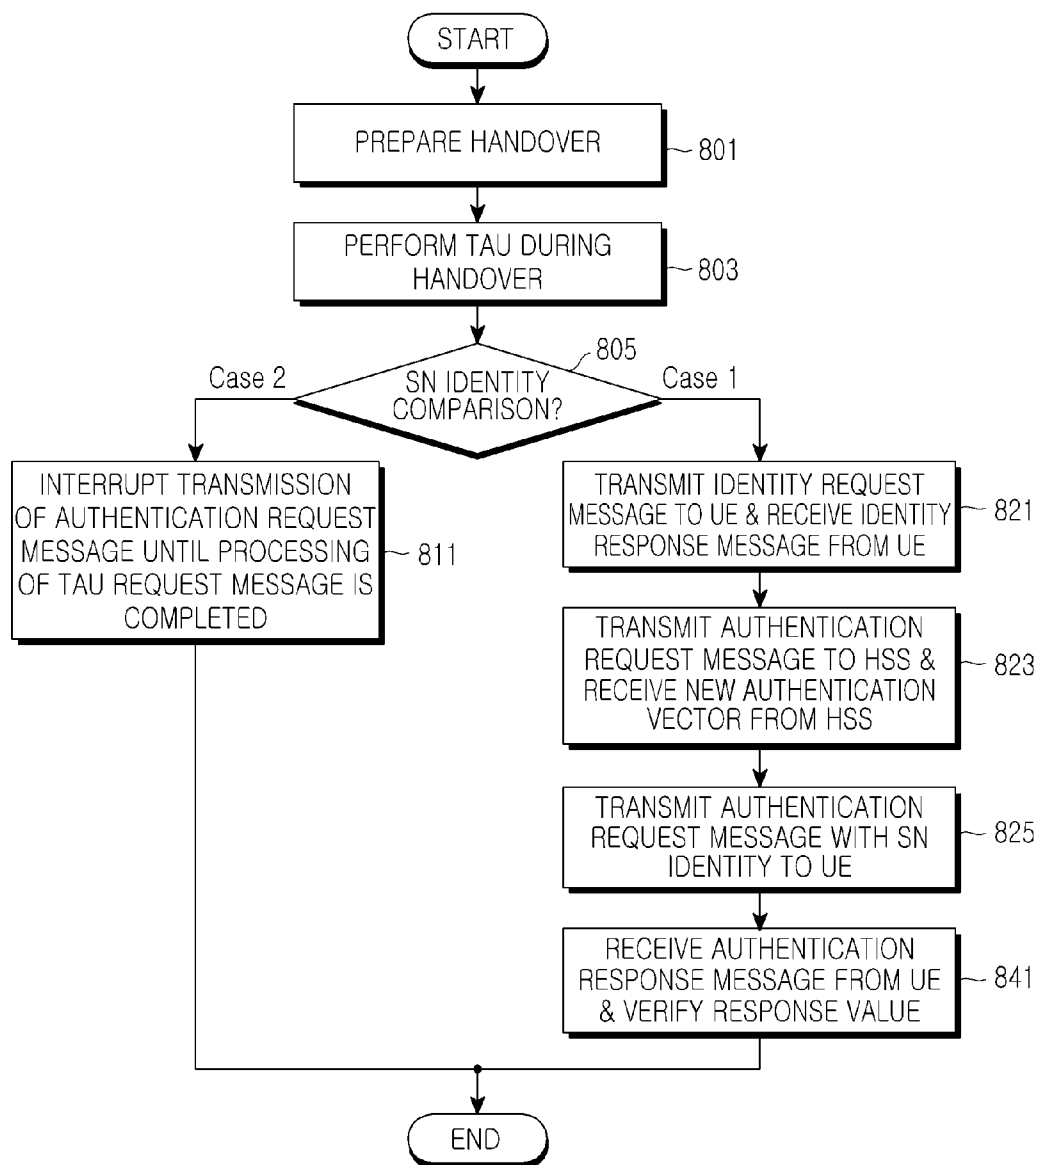 START
PREPARE HANDOVER
801
PERFORM TAU DURING
HANDOVER
803
805
SN IDENTITY
COMPARISON?
Case 2
Case 1
INTERRUPT TRANSMISSION
OF AUTHENTICATION REQUEST
MESSAGE UNTIL PROCESSING
OF TAU REQUEST MESSAGE IS
COMPLETED
811
TRANSMIT IDENTITY REQUEST
MESSAGE TO UE & RECEIVE IDENTITY
RESPONSE MESSAGE FROM UE
821
TRANSMIT AUTHENTICATION
REQUEST MESSAGE TO HSS &
RECEIVE NEW AUTHENTICATION
VECTOR FROM HSS
823
TRANSMIT AUTHENTICATION
REQUEST MESSAGE WITH SN
IDENTITY TO UE
825
RECEIVE AUTHENTICATION
RESPONSE MESSAGE FROM UE
& VERIFY RESPONSE VALUE
841
END